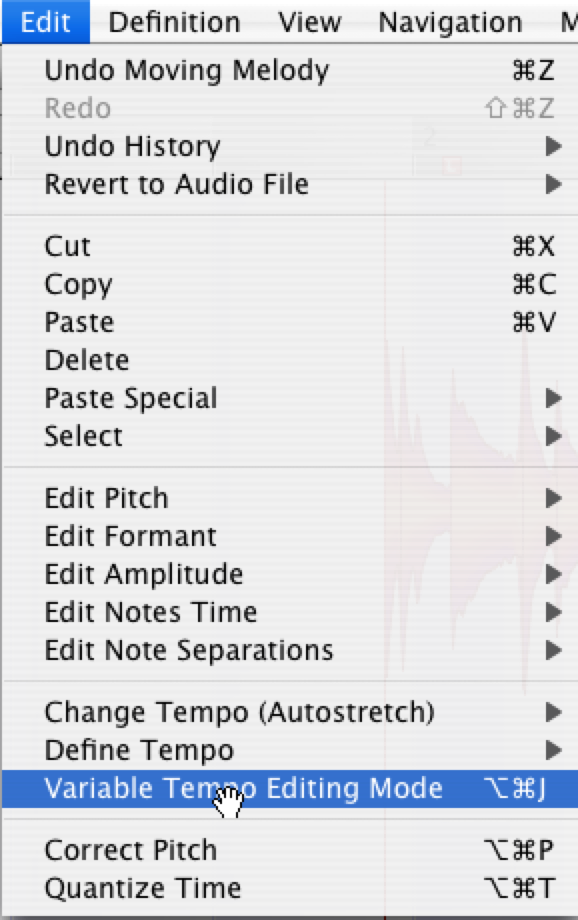 Edit Definition View Navigation M
Undo Moving Melody ⌘Z
Redo ⇧⌘Z
Undo History ▶
Revert to Audio File ▶
Cut ⌘X
Copy ⌘C
Paste ⌘V
Delete
Paste Special ▶
Select ▶
Edit Pitch ▶
Edit Formant ▶
Edit Amplitude ▶
Edit Notes Time ▶
Edit Note Separations ▶
Change Tempo (Autostretch) ▶
Define Tempo ▶
Variable Tempo Editing Mode ⌥⌘J
Correct Pitch ⌥⌘P
Quantize Time ⌥⌘T